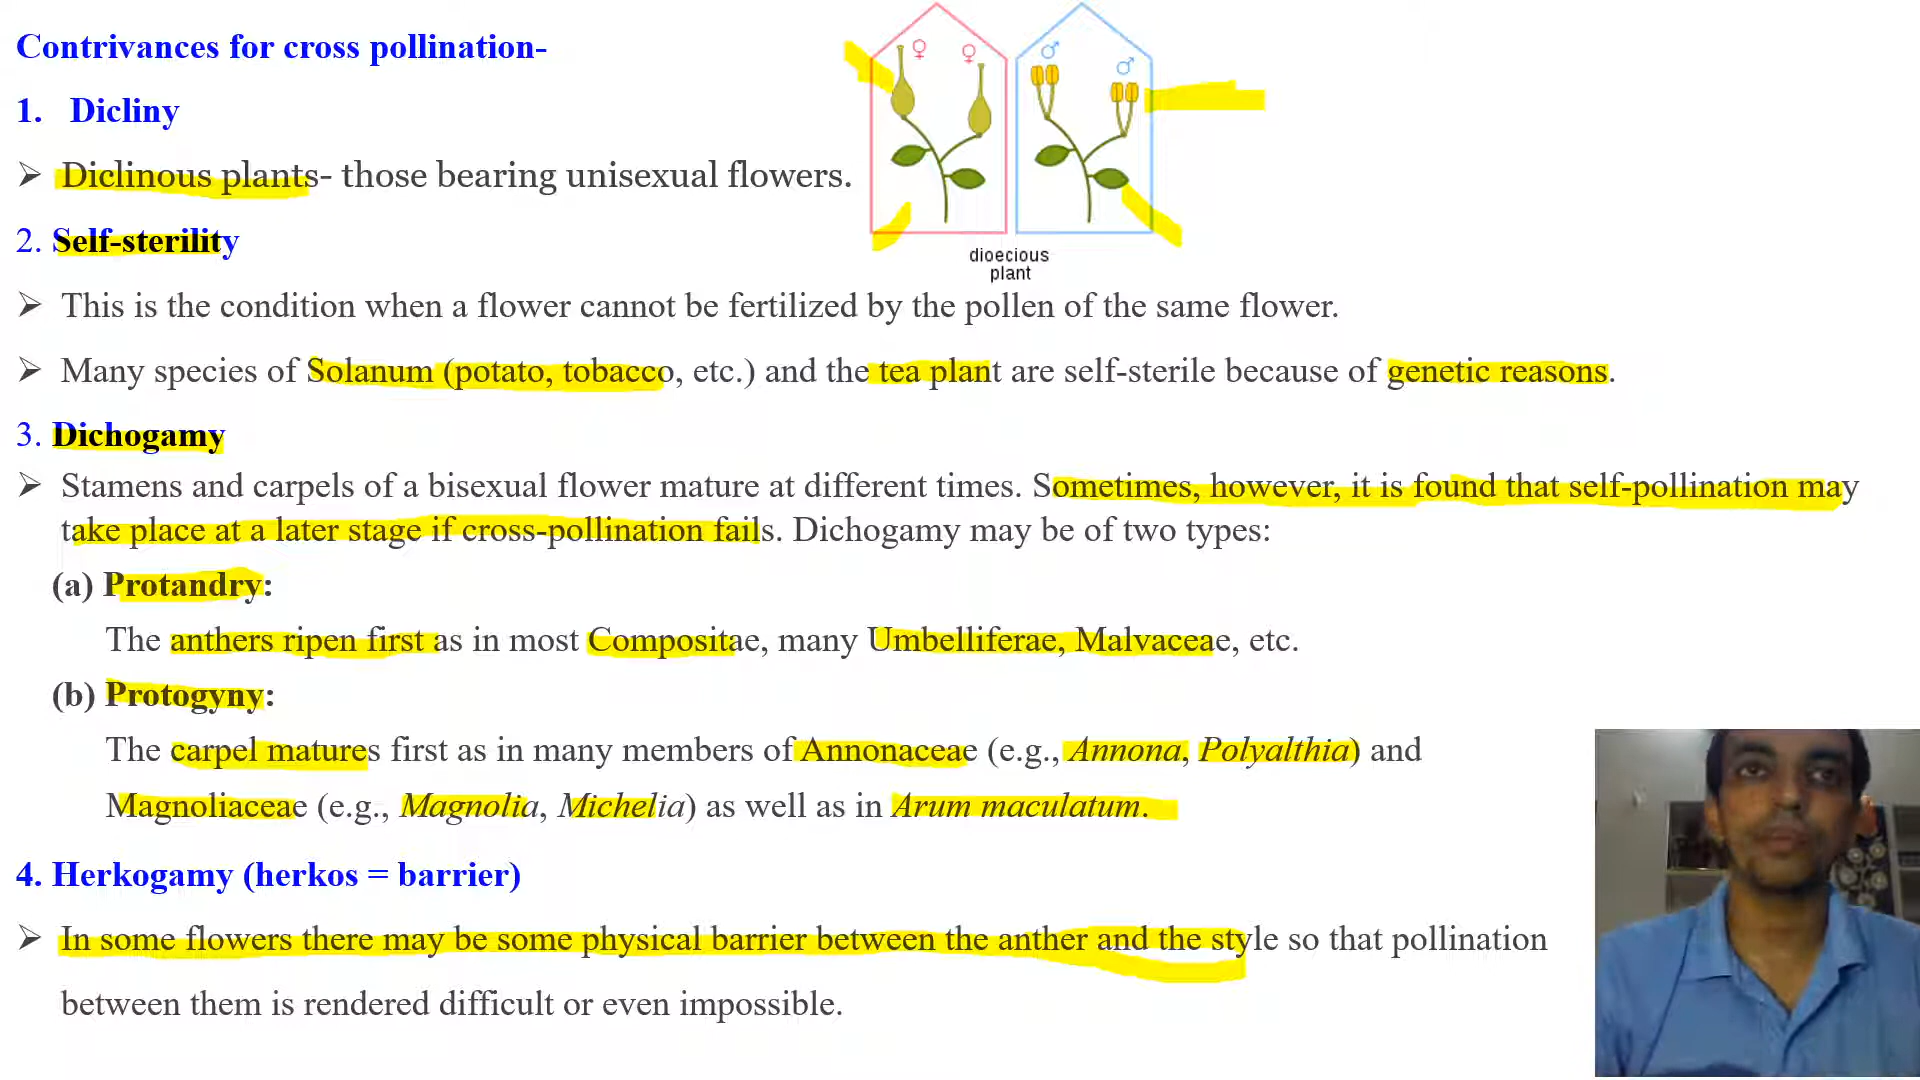 Contrivances for cross pollination-
1. Dicliny
➢ Diclinous plants- those bearing unisexual flowers.
♀ ♀ ♂ ♂
dioecious
plant
2. Self-sterility
➢ This is the condition when a flower cannot be fertilized by the pollen of the same flower.
➢ Many species of Solanum (potato, tobacco, etc.) and the tea plant are self-sterile because of genetic reasons.
3. Dichogamy
➢ Stamens and carpels of a bisexual flower mature at different times. Sometimes, however, it is found that self-pollination may
take place at a later stage if cross-pollination fails. Dichogamy may be of two types:
(a) Protandry:
The anthers ripen first as in most Compositae, many Umbelliferae, Malvaceae, etc.
(b) Protogyny:
The carpel matures first as in many members of Annonaceae (e.g., Annona, Polyalthia) and
Magnoliaceae (e.g., Magnolia, Michelia) as well as in Arum maculatum.
4. Herkogamy (herkos = barrier)
➢ In some flowers there may be some physical barrier between the anther and the style so that pollination
between them is rendered difficult or even impossible.